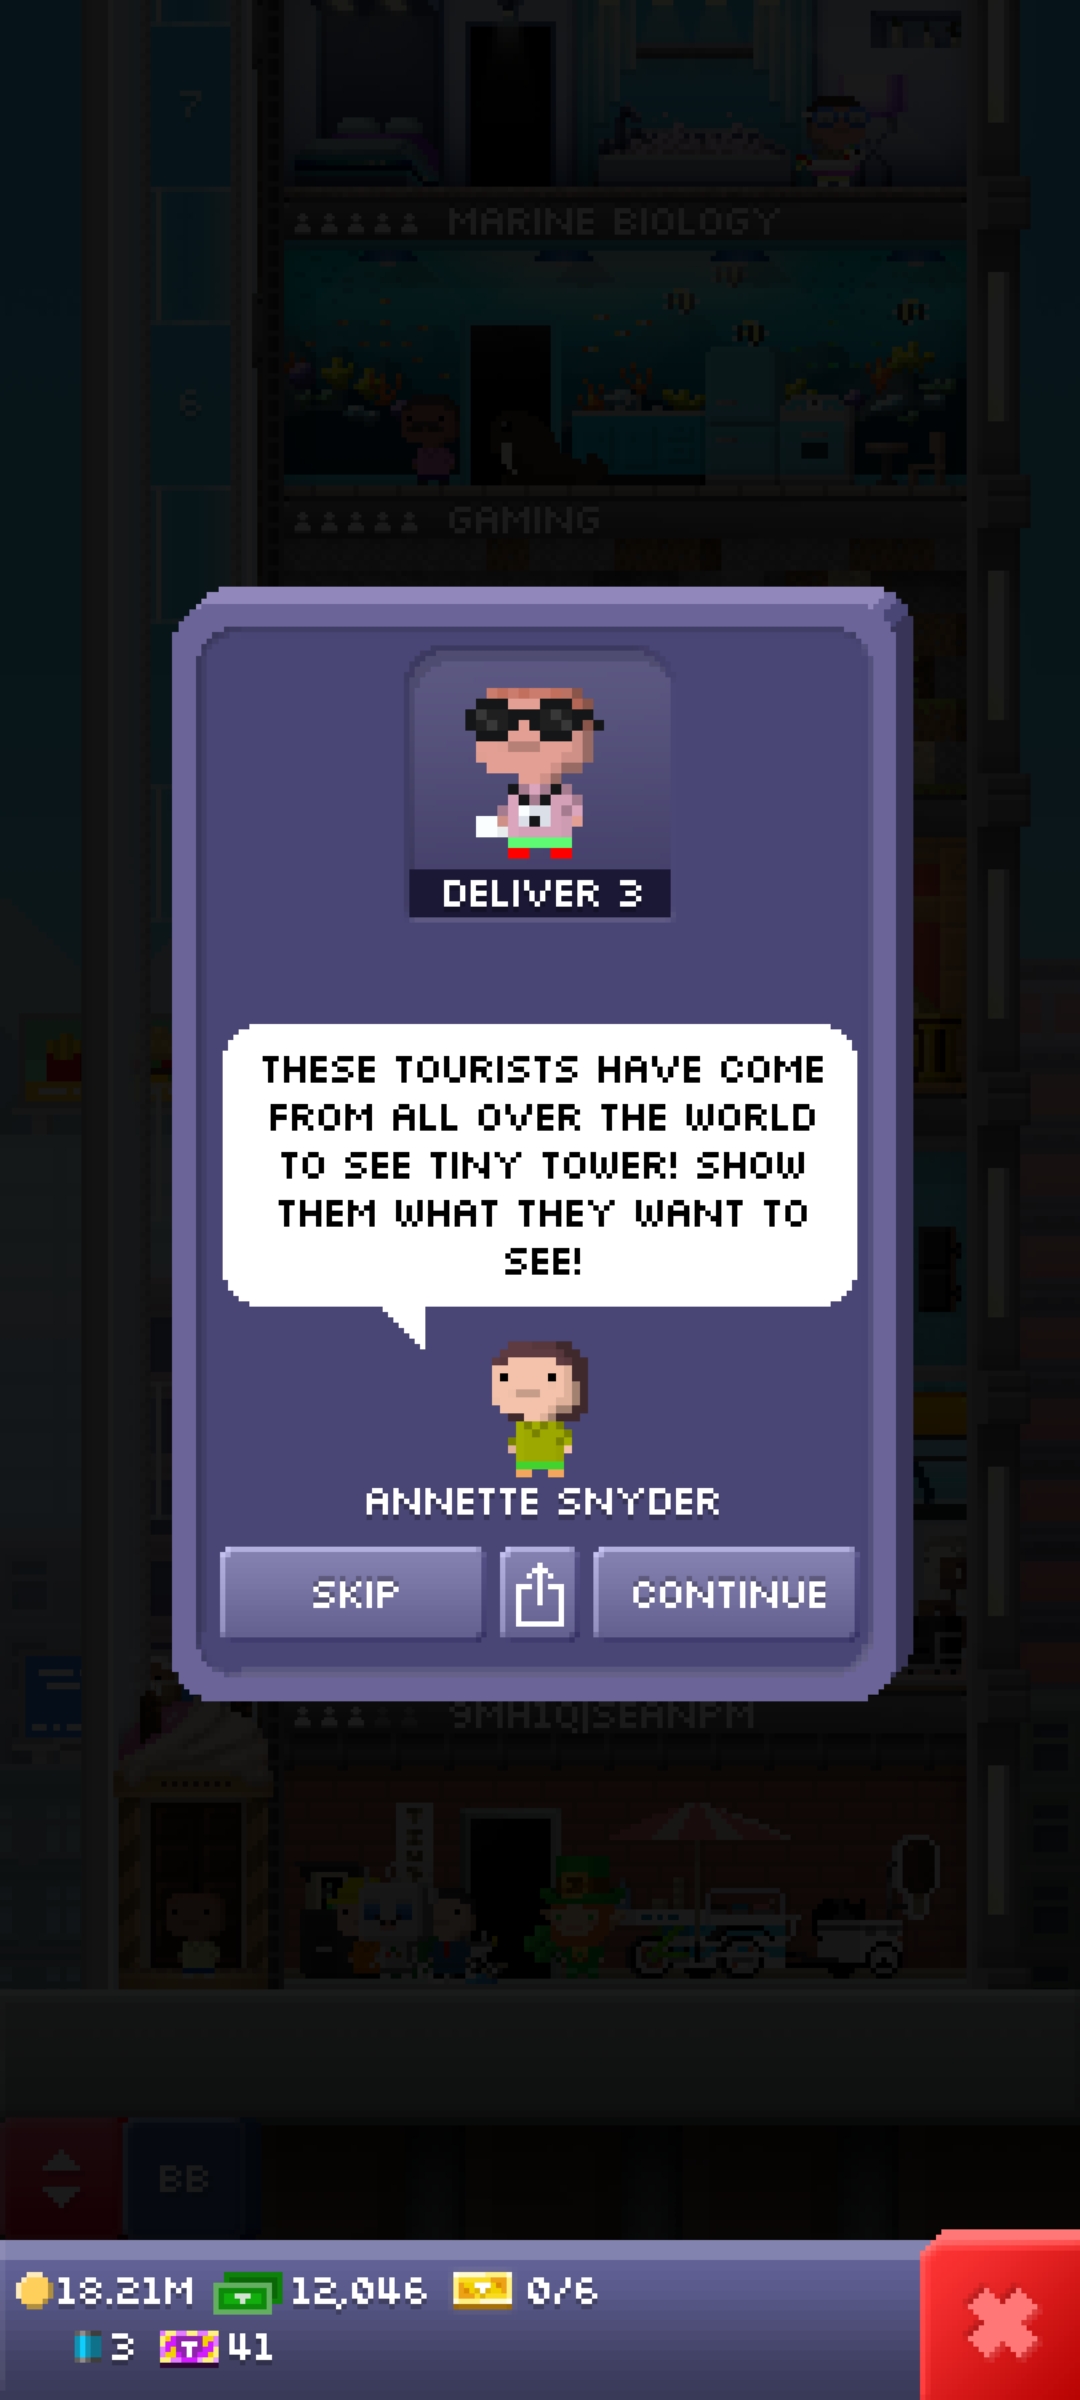 7
MARINE BIOLOGY
6
GAMING
DELIVER 3
THESE TOURISTS HAVE COME
FROM ALL OVER THE WORLD
TO SEE TINY TOWER! SHOW
THEM WHAT THEY WANT TO
SEE!
ANNETTE SNYDER
SKIP
CONTINUE
9MH1Q|SEANPM
BB
18.21M 12,046 0/6
3 41